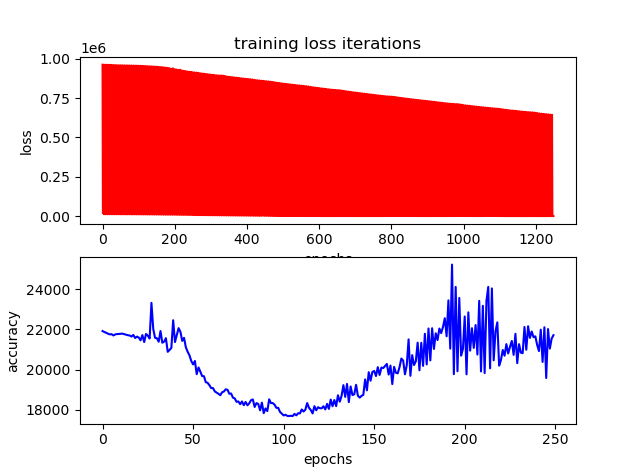 training loss iterations
1e6
1.00
0.75
0.50
0.25
0.00
loss
0 200 400 600 800 1000 1200
epochs
24000
22000
20000
18000
accuracy
0 50 100 150 200 250
epochs